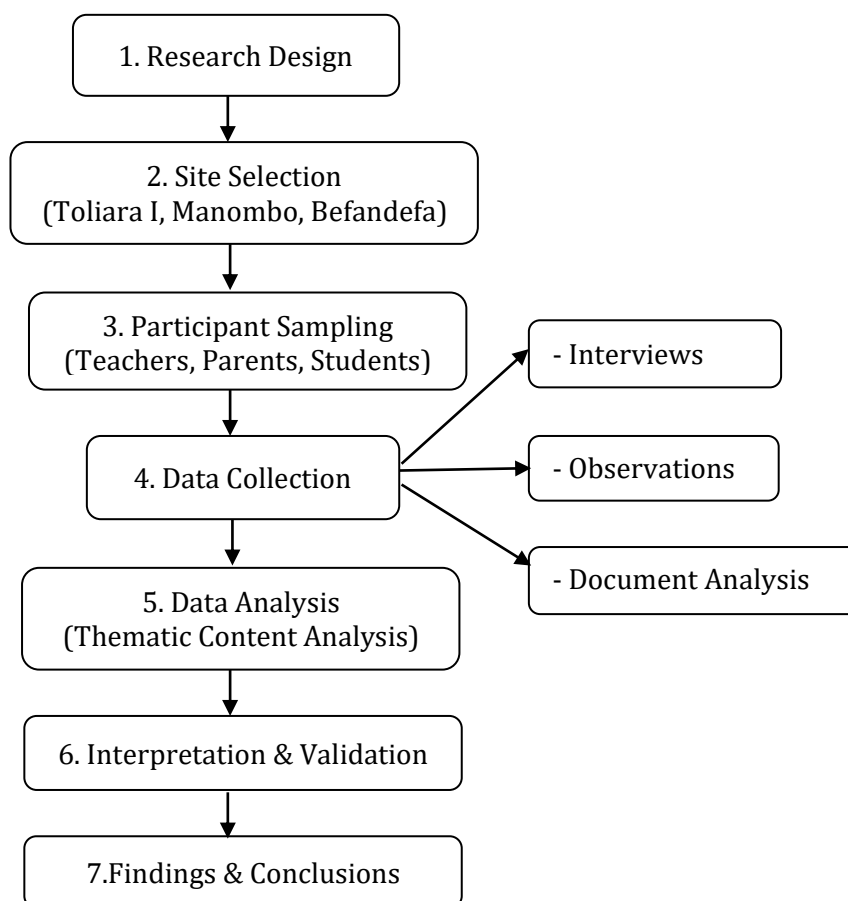 1. Research Design
2. Site Selection
(Toliara I, Manombo, Befandefa)
3. Participant Sampling
(Teachers, Parents, Students)
- Interviews
4. Data Collection
- Observations
- Document Analysis
5. Data Analysis
(Thematic Content Analysis)
6. Interpretation & Validation
7.Findings & Conclusions